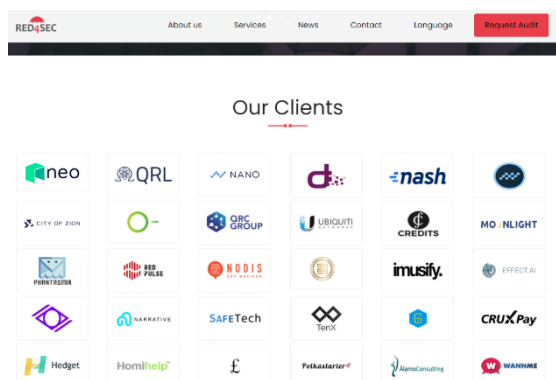 RED4SEC
About us Services News Contact Language Request Audit
Our Clients
neo QRL NANO d nash
CITY OF ZION QRC GROUP UBIQUITI NETWORKS CREDITS MOONLIGHT
PHANTASMA RED PULSE NODIS imusify. EFFECT.AI
NARRATIVE SAFETech TenX CRUXPay
Hedget Homihelp £ Polkastarter AlamoConsulting WANNME